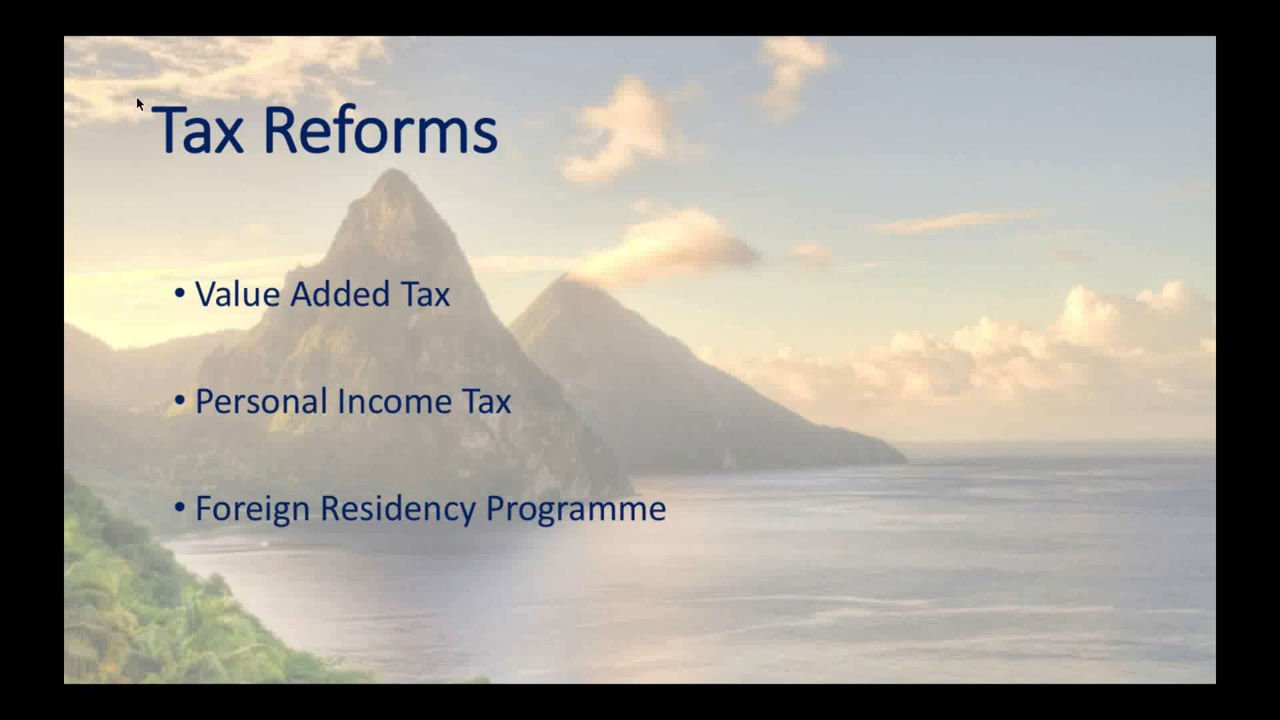 Tax Reforms
• Value Added Tax
• Personal Income Tax
• Foreign Residency Programme